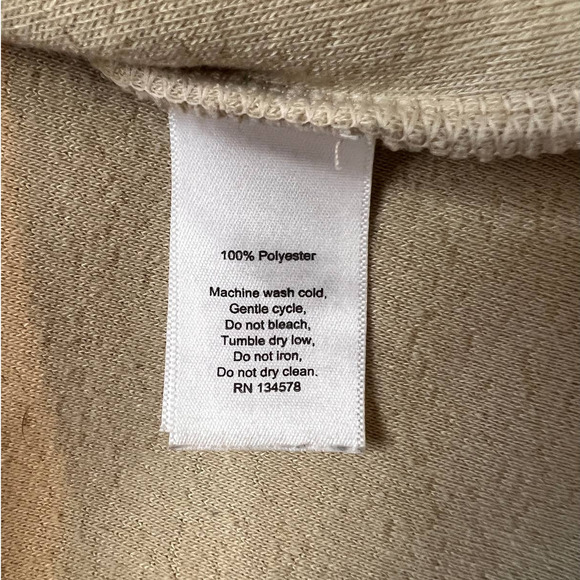 100% Polyester
Machine wash cold,
Gentle cycle,
Do not bleach,
Tumble dry low,
Do not iron,
Do not dry clean.
RN 134578